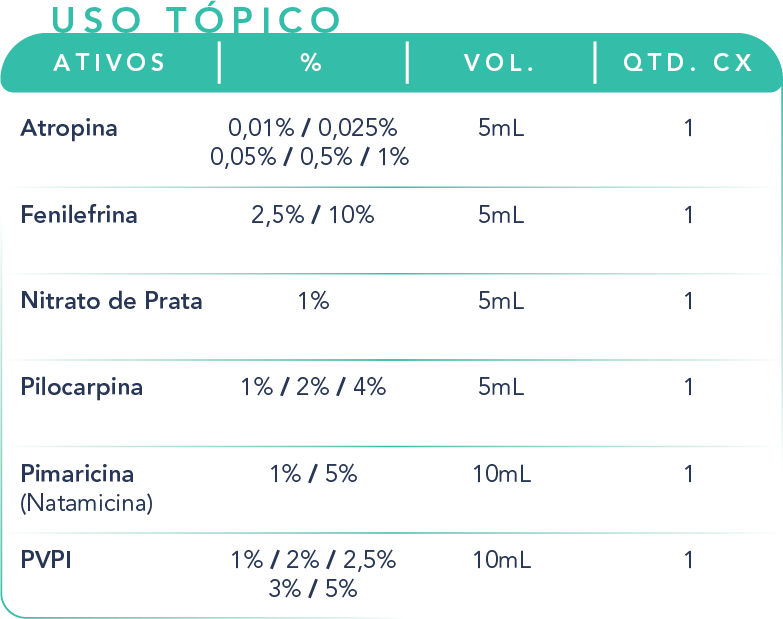 USO TÓPICO
ATIVOS % VOL. QTD. CX
Atropina 0,01% / 0,025% 5mL 1
0,05% / 0,5% / 1%
Fenilefrina 2,5% / 10% 5mL 1
Nitrato de Prata 1% 5mL 1
Pilocarpina 1% / 2% / 4% 5mL 1
Pimaricina 1% / 5% 10mL 1
(Natamicina)
PVPI 1% / 2% / 2,5% 10mL 1
3% / 5%